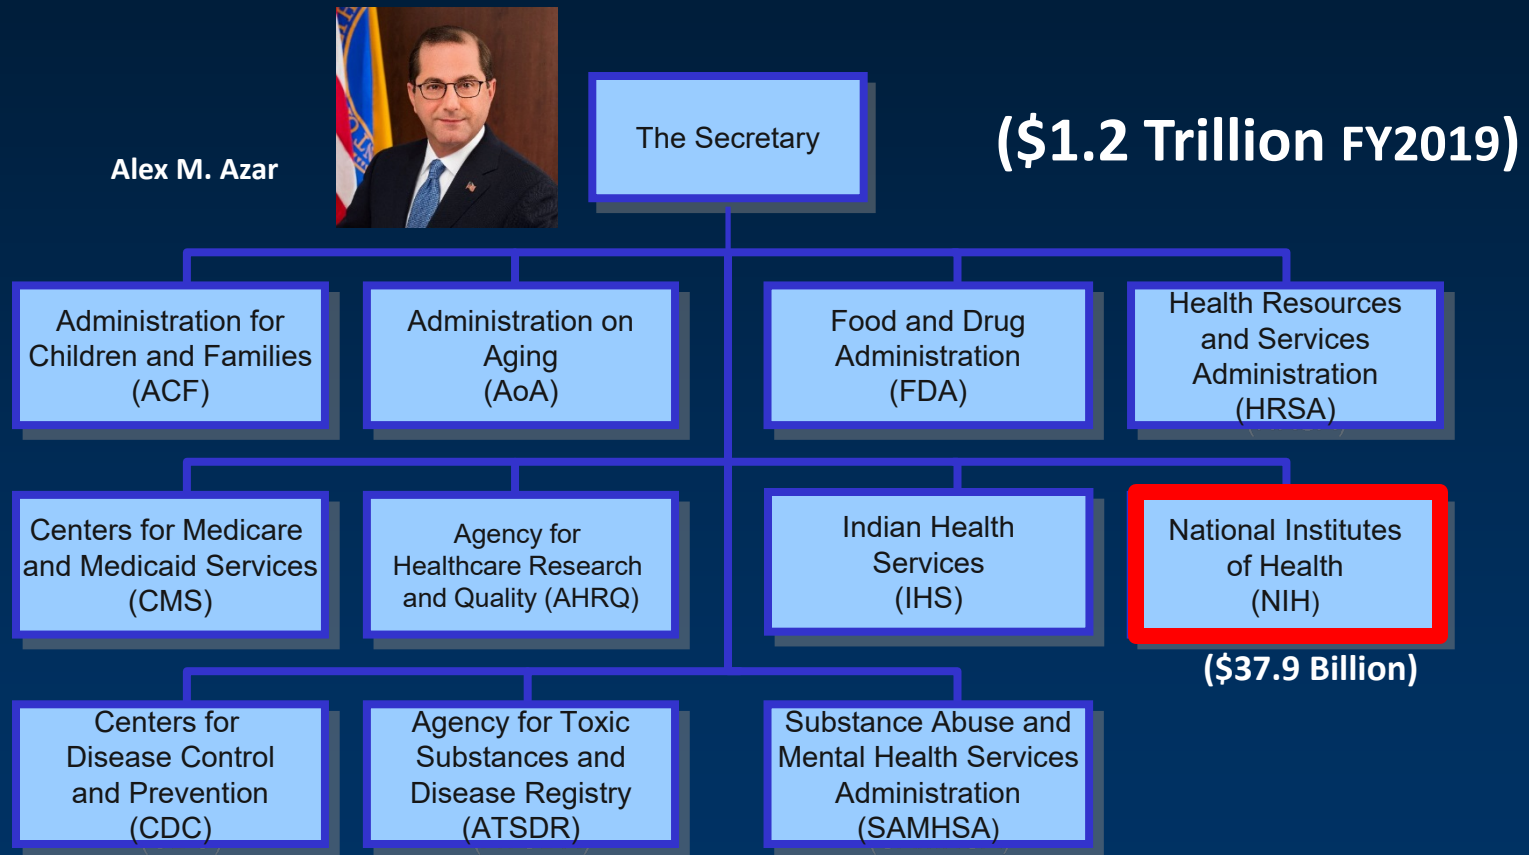 Alex M. Azar
The Secretary
($1.2 Trillion FY2019)
Administration for
Children and Families
(ACF)
Administration on
Aging
(AoA)
Food and Drug
Administration
(FDA)
Health Resources
and Services
Administration
(HRSA)
Centers for Medicare
and Medicaid Services
(CMS)
Agency for
Healthcare Research
and Quality (AHRQ)
Indian Health
Services
(IHS)
National Institutes
of Health
(NIH)
($37.9 Billion)
Centers for
Disease Control
and Prevention
(CDC)
Agency for Toxic
Substances and
Disease Registry
(ATSDR)
Substance Abuse and
Mental Health Services
Administration
(SAMHSA)